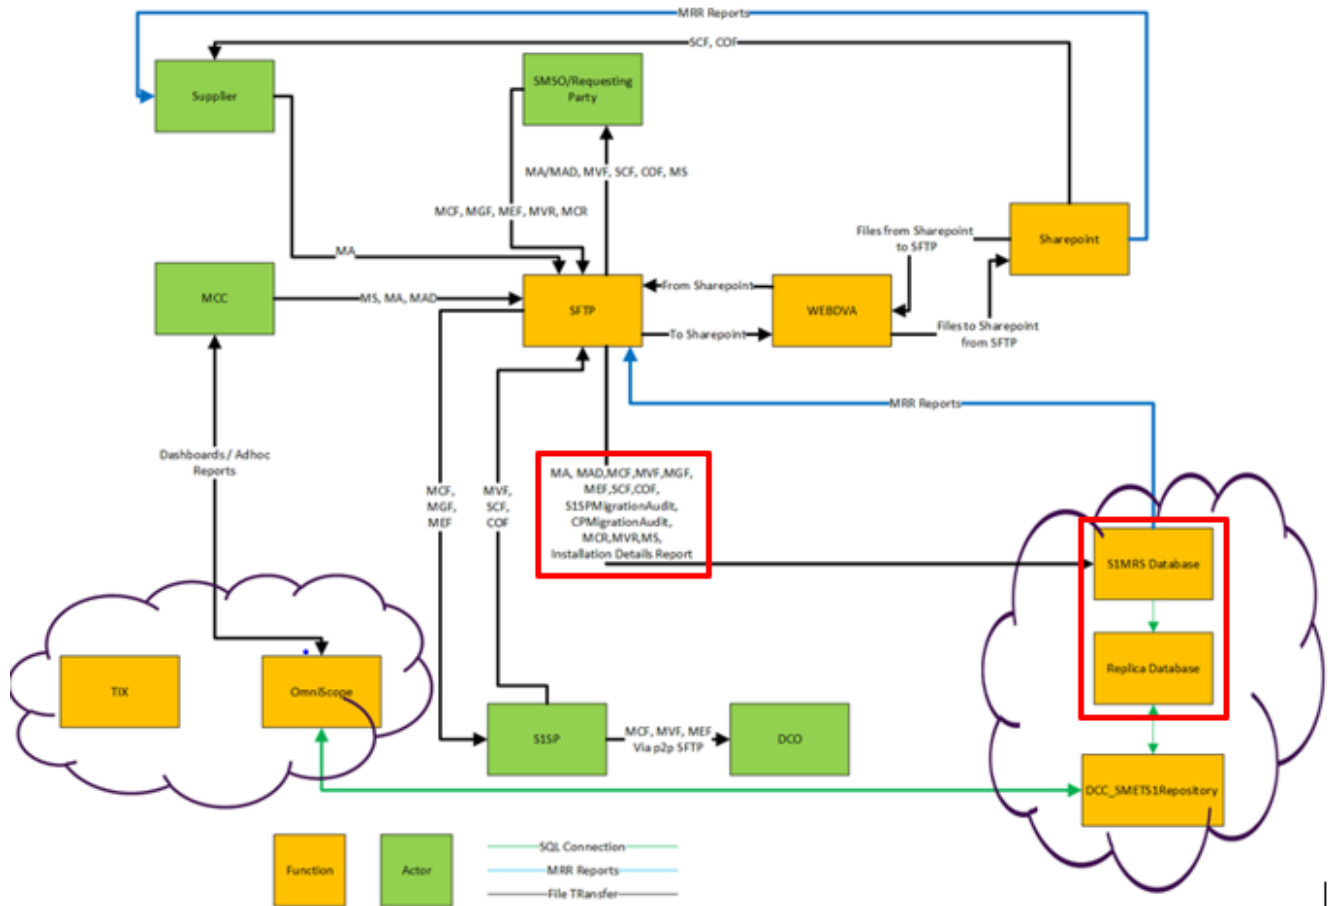 MRR Reports
SCF, COF
Supplier
SMSO/Requesting
Party
MA/MAD, MVF, SCF, COF, MS
MCF, MGF, MEF, MVR, MCR
Files from Sharepoint
to SFTP
Sharepoint
MA
MCC
MS, MA, MAD
SFTP
From Sharepoint
To Sharepoint
WEBDVA
Files to Sharepoint
from SFTP
MRR Reports
Dashboards / Adhoc
Reports
MCF,
MGF,
MEF
MVF,
SCF,
COF
MA, MAD,MCF,MVF,MGF,
MEF,SCF,COF,
S1SPMigrationAudit,
CPMigrationAudit,
MCR,MVR,MS,
Installation Details Report
S1MRS Database
Replica Database
TIX
OmniScope
S1SP
MCF, MVF, MEF
Via p2p SFTP
DCO
DCC_SMETS1Repository
Function
Actor
SQL Connection
MRR Reports
File TRansfer